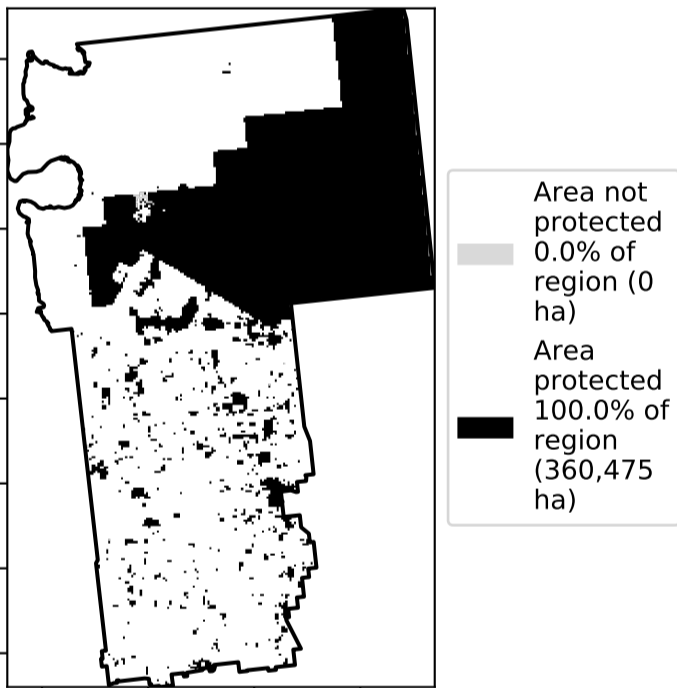 Area not
protected
0.0% of
region (0
ha)
Area
protected
100.0% of
region
(360,475
ha)